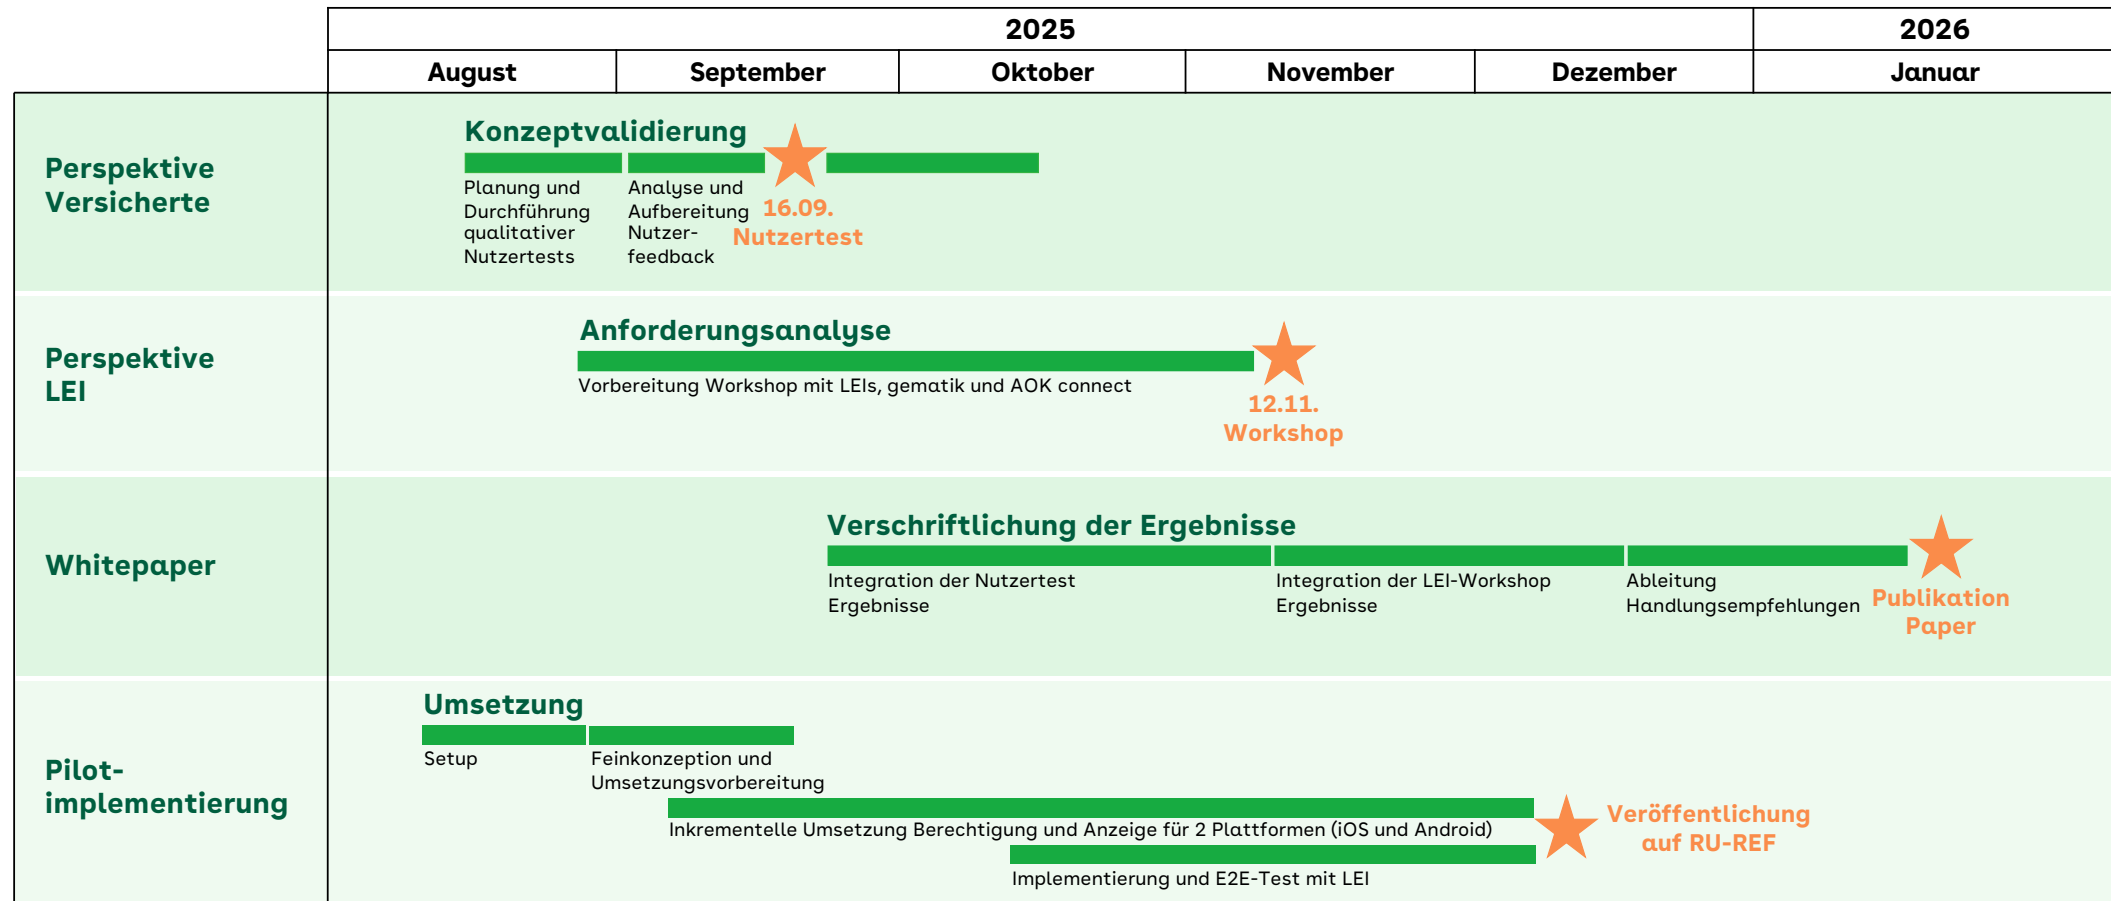 2025
2026
August
September
Oktober
November
Dezember
Januar
Perspektive
Versicherte
Konzeptvalidierung
Planung und
Durchführung
qualitativer
Nutzertests
Analyse und
Aufbereitung
Nutzer-
feedback
16.09.
Nutzertest
Perspektive
LEI
Anforderungsanalyse
Vorbereitung Workshop mit LEIs, gematik und AOK connect
12.11.
Workshop
Whitepaper
Verschriftlichung der Ergebnisse
Integration der Nutzertest
Ergebnisse
Integration der LEI-Workshop
Ergebnisse
Ableitung
Handlungsempfehlungen
Publikation
Paper
Pilot-
implementierung
Umsetzung
Setup
Feinkonzeption und
Umsetzungsvorbereitung
Inkrementelle Umsetzung Berechtigung und Anzeige für 2 Plattformen (iOS und Android)
Veröffentlichung
auf RU-REF
Implementierung und E2E-Test mit LEI